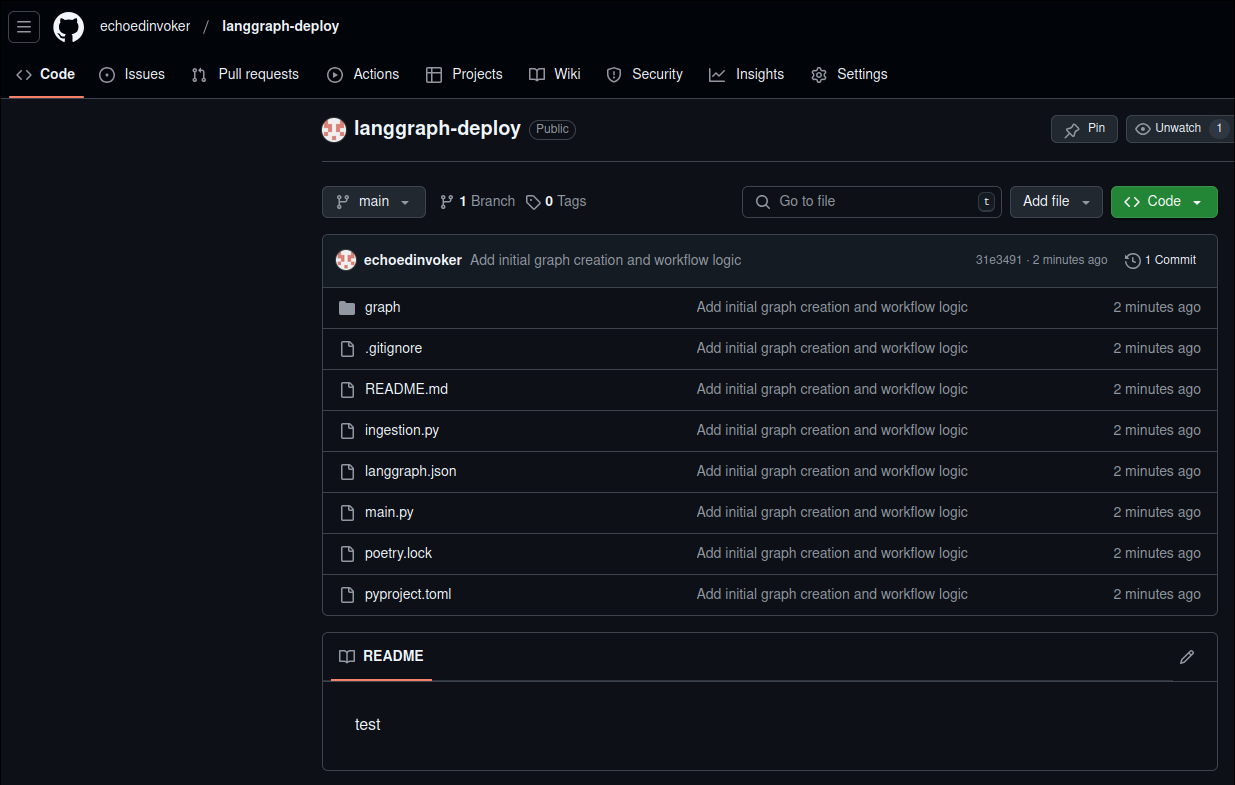 echoedinvoker / langgraph-deploy
Code Issues Pull requests Actions Projects Wiki Security Insights Settings
langgraph-deploy Public Pin Unwatch 1
main 1 Branch 0 Tags Go to file t Add file Code
echoedinvoker Add initial graph creation and workflow logic 31e3491 · 2 minutes ago 1 Commit
graph Add initial graph creation and workflow logic 2 minutes ago
.gitignore Add initial graph creation and workflow logic 2 minutes ago
README.md Add initial graph creation and workflow logic 2 minutes ago
ingestion.py Add initial graph creation and workflow logic 2 minutes ago
langgraph.json Add initial graph creation and workflow logic 2 minutes ago
main.py Add initial graph creation and workflow logic 2 minutes ago
poetry.lock Add initial graph creation and workflow logic 2 minutes ago
pyproject.toml Add initial graph creation and workflow logic 2 minutes ago
README
test